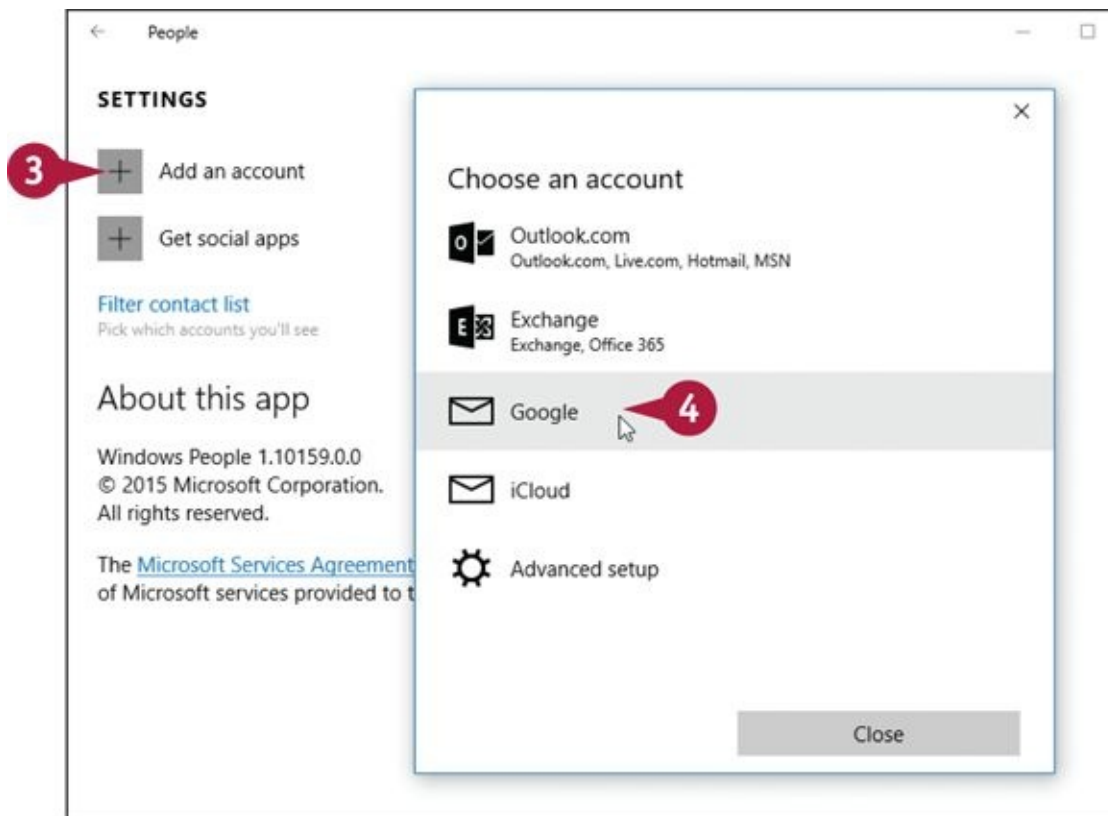 People
SETTINGS
3
Add an account
Get social apps
Filter contact list
Pick which accounts you'll see
About this app
Windows People 1.10159.0.0
© 2015 Microsoft Corporation.
All rights reserved.
The Microsoft Services Agreement
of Microsoft services provided to t
Choose an account
Outlook.com
Outlook.com, Live.com, Hotmail, MSN
Exchange
Exchange, Office 365
Google
4
iCloud
Advanced setup
Close